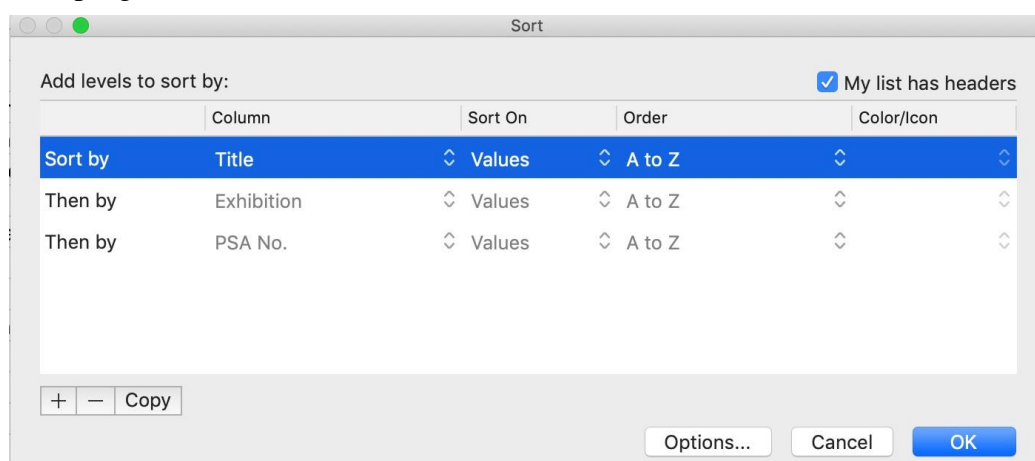 Sort
Add levels to sort by: My list has headers
Column Sort On Order Color/Icon
Sort by Title Values A to Z
Then by Exhibition Values A to Z
Then by PSA No. Values A to Z
+ − Copy
Options... Cancel OK